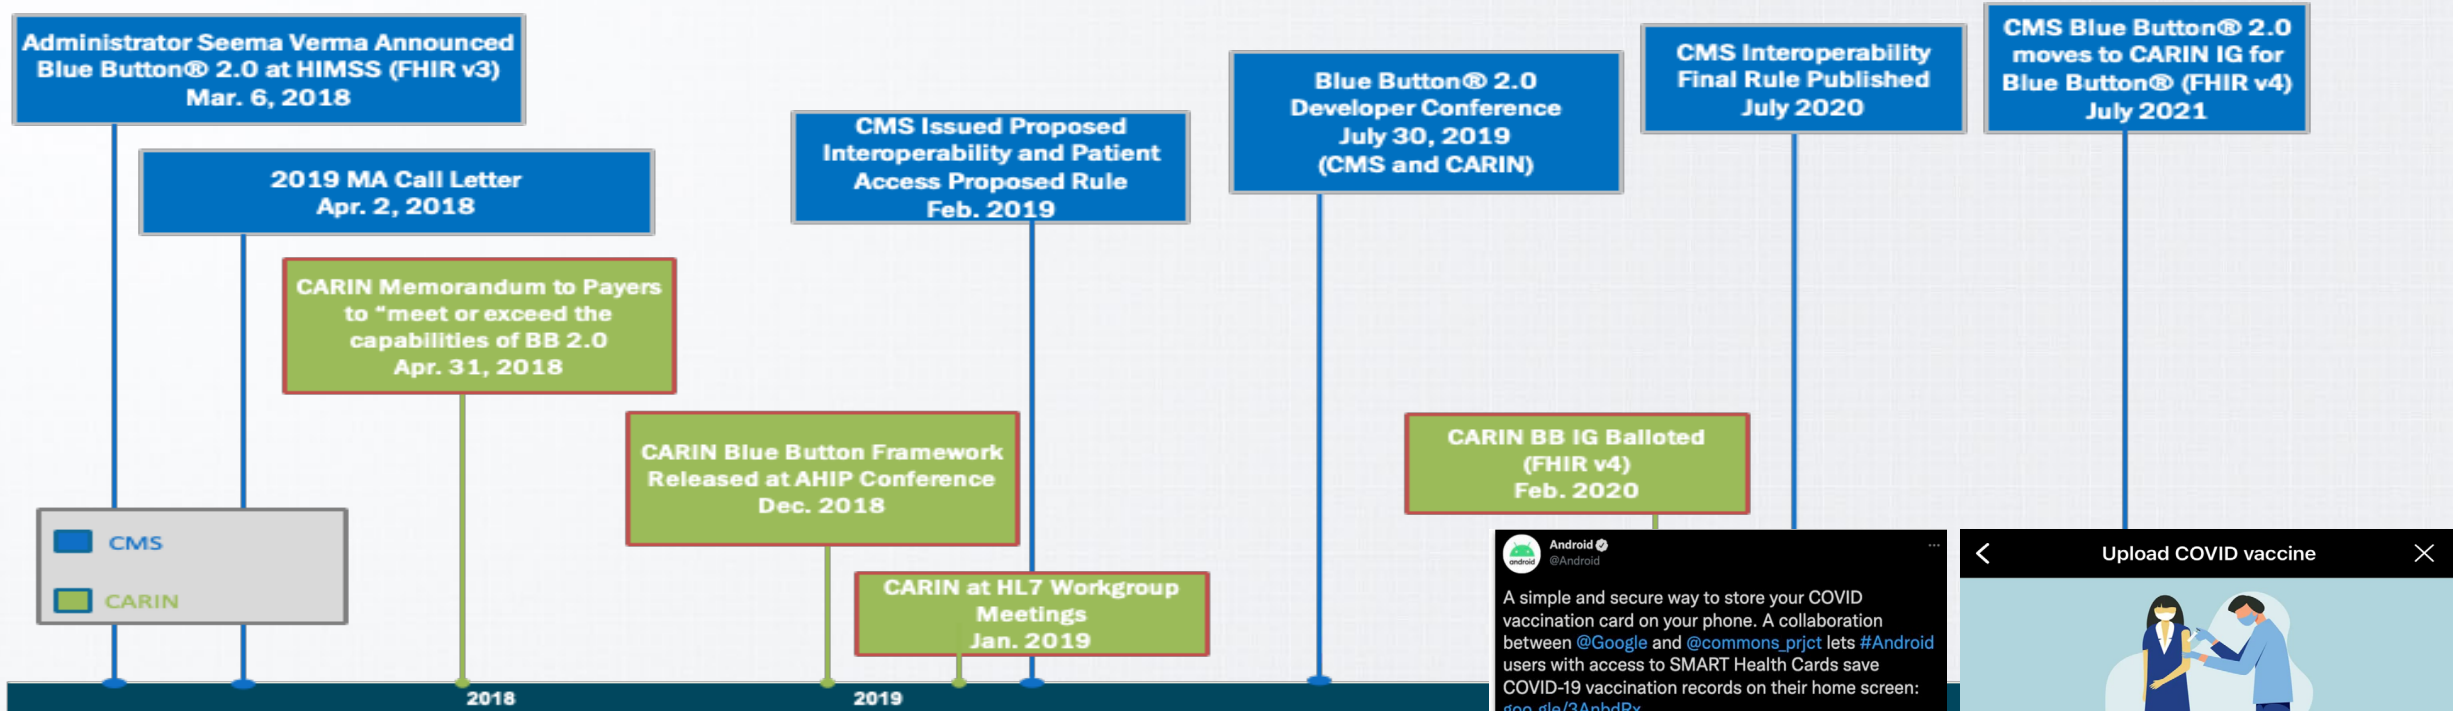 Administrator Seema Verma Announced
Blue Button® 2.0 at HIMSS (FHIR v3)
Mar. 6, 2018
2019 MA Call Letter
Apr. 2, 2018
CARIN Memorandum to Payers
to “meet or exceed the
capabilities of BB 2.0
Apr. 31, 2018
CARIN Blue Button Framework
Released at AHIP Conference
Dec. 2018
CMS Issued Proposed
Interoperability and Patient
Access Proposed Rule
Feb. 2019
CARIN at HL7 Workgroup
Meetings
Jan. 2019
Blue Button® 2.0
Developer Conference
July 30, 2019
(CMS and CARIN)
CARIN BB IG Balloted
(FHIR v4)
Feb. 2020
CMS Interoperability
Final Rule Published
July 2020
CMS Blue Button® 2.0
moves to CARIN IG for
Blue Button® (FHIR v4)
July 2021
CMS
CARIN
2018
2019
android
Android
@Android
A simple and secure way to store your COVID
vaccination card on your phone. A collaboration
between @Google and @commons_prjct lets #Android
users with access to SMART Health Cards save
COVID-19 vaccination records on their home screen:
goo.gle/3AnbdRx
Upload COVID vaccine